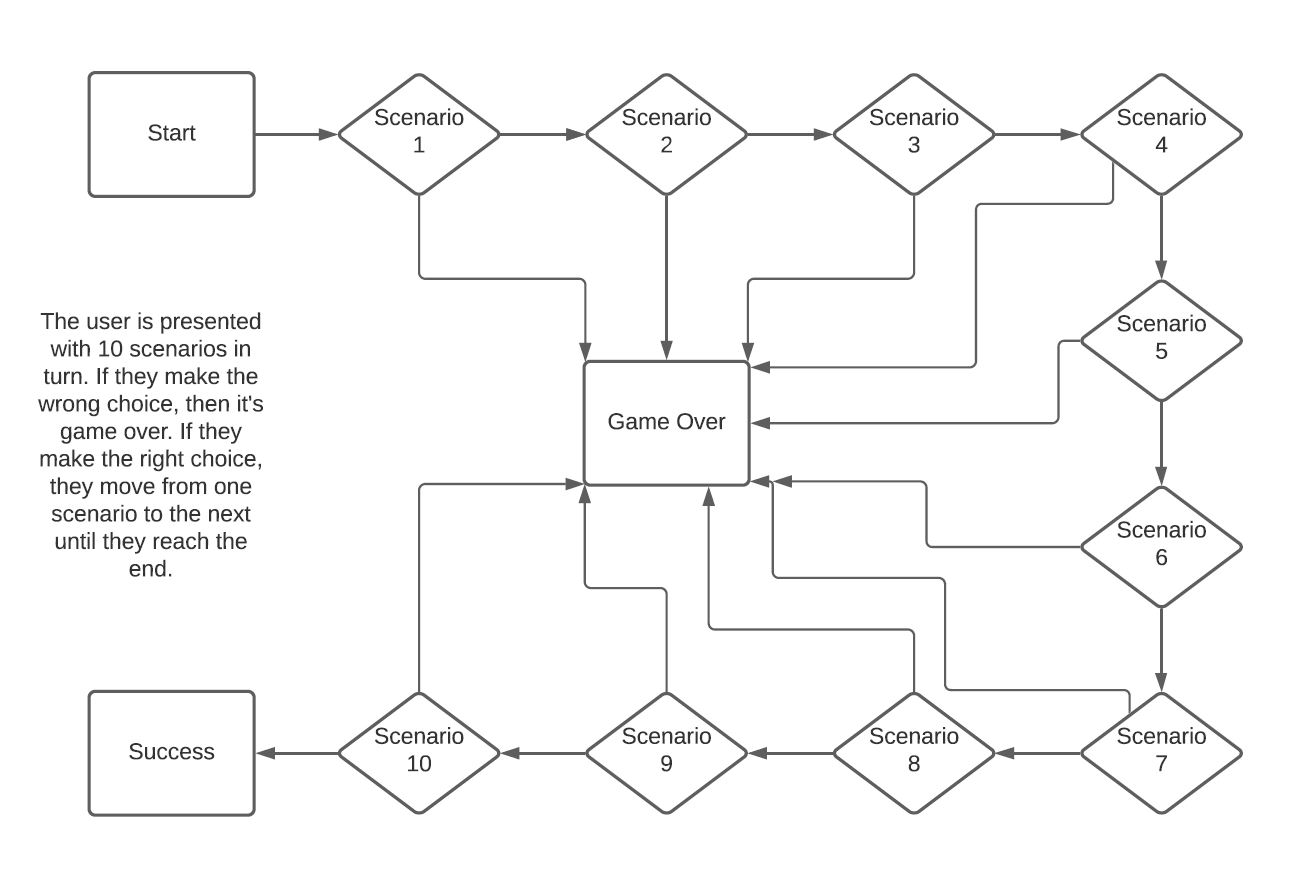 Start
Scenario
1
Scenario
2
Scenario
3
Scenario
4
The user is presented
with 10 scenarios in
turn. If they make the
wrong choice, then it's
game over. If they
make the right choice,
they move from one
scenario to the next
until they reach the
end.
Game Over
Scenario
5
Scenario
6
Success
Scenario
10
Scenario
9
Scenario
8
Scenario
7